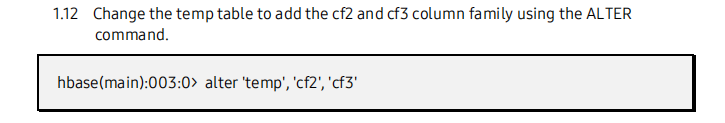 1.12 Change the temp table to add the cf2 and cf3 column family using the ALTER
command.
hbase(main):003:0> alter 'temp', 'cf2', 'cf3'